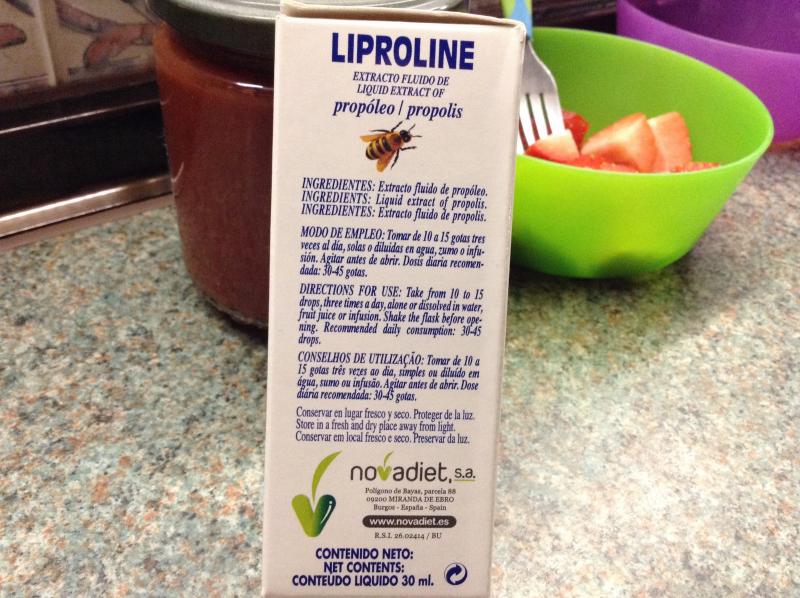 LIPROLINE
EXTRACTO FLUIDO DE
LIQUID EXTRACT OF
propóleo / propolis
INGREDIENTES: Extracto fluido de propóleo.
INGREDIENTS: Liquid extract of propolis.
INGREDIENTES: Extracto fluido de propolis.
MODO DE EMPLEO: Tomar de 10 a 15 gotas tres
veces al día, solas o diluidas en agua, zumo o infu-
sión. Agitar antes de abrir. Dosis diaria recomen-
dada: 30-45 gotas.
DIRECTIONS FOR USE: Take from 10 to 15
drops, three times a day, alone or dissolved in water,
fruit juice or infusion. Shake the flask before ope-
ning. Recommended daily consumption: 30-45
drops.
CONSELHOS DE UTILIZAÇÃO: Tomar de 10 a
15 gotas três vezes ao dia, simples ou diluído em
água, sumo ou infusão. Agitar antes de abrir. Dose
diária recomendada: 30-45 gotas.
Conservar en lugar fresco y seco. Proteger de la luz.
Store in a fresh and dry place away from light.
Conservar em local fresco e seco. Preservar da luz.
novadiet, s.a.
Polígono de Bayas, parcela 88
09200 MIRANDA DE EBRO
Burgos - España - Spain
www.novadiet.es
R.S.I. 26.02414 / BU
CONTENIDO NETO:
NET CONTENTS:
CONTEUDO LIQUIDO 30 ml.